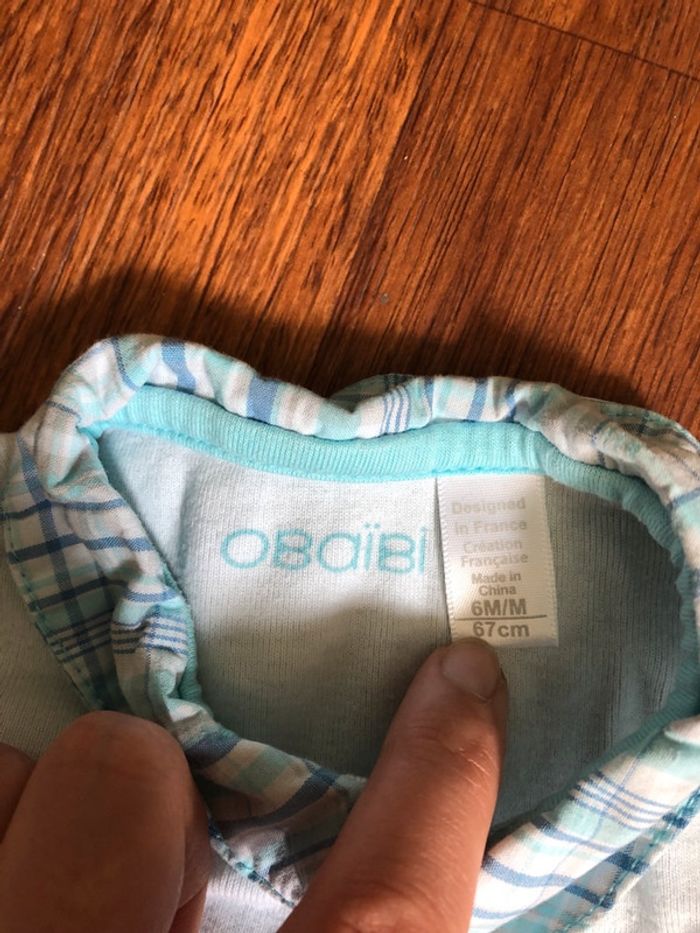 OBaïBi
Designed
in France
Création
Française
Made in
China
6M/M
67cm